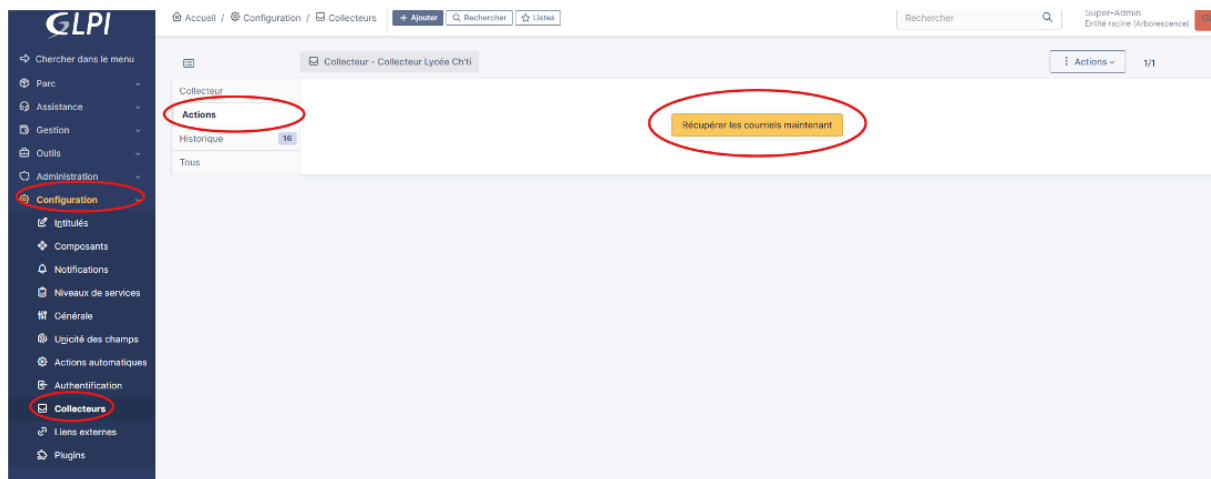 GLPI
Accueil / Configuration / Collecteurs
+ Ajouter
Rechercher
Listes
Rechercher
Super-Admin
Entité racine (Arborescence)
Chercher dans le menu
Parc
Assistance
Gestion
Outils
Administration
Configuration
Intitulés
Composants
Notifications
Niveaux de services
Générale
Unicité des champs
Actions automatiques
Authentification
Collecteurs
Liens externes
Plugins
Collecteur - Collecteur Lycée Ch'ti
Actions
1/1
Collecteur
Actions
Historique 16
Tous
Récupérer les courriels maintenant